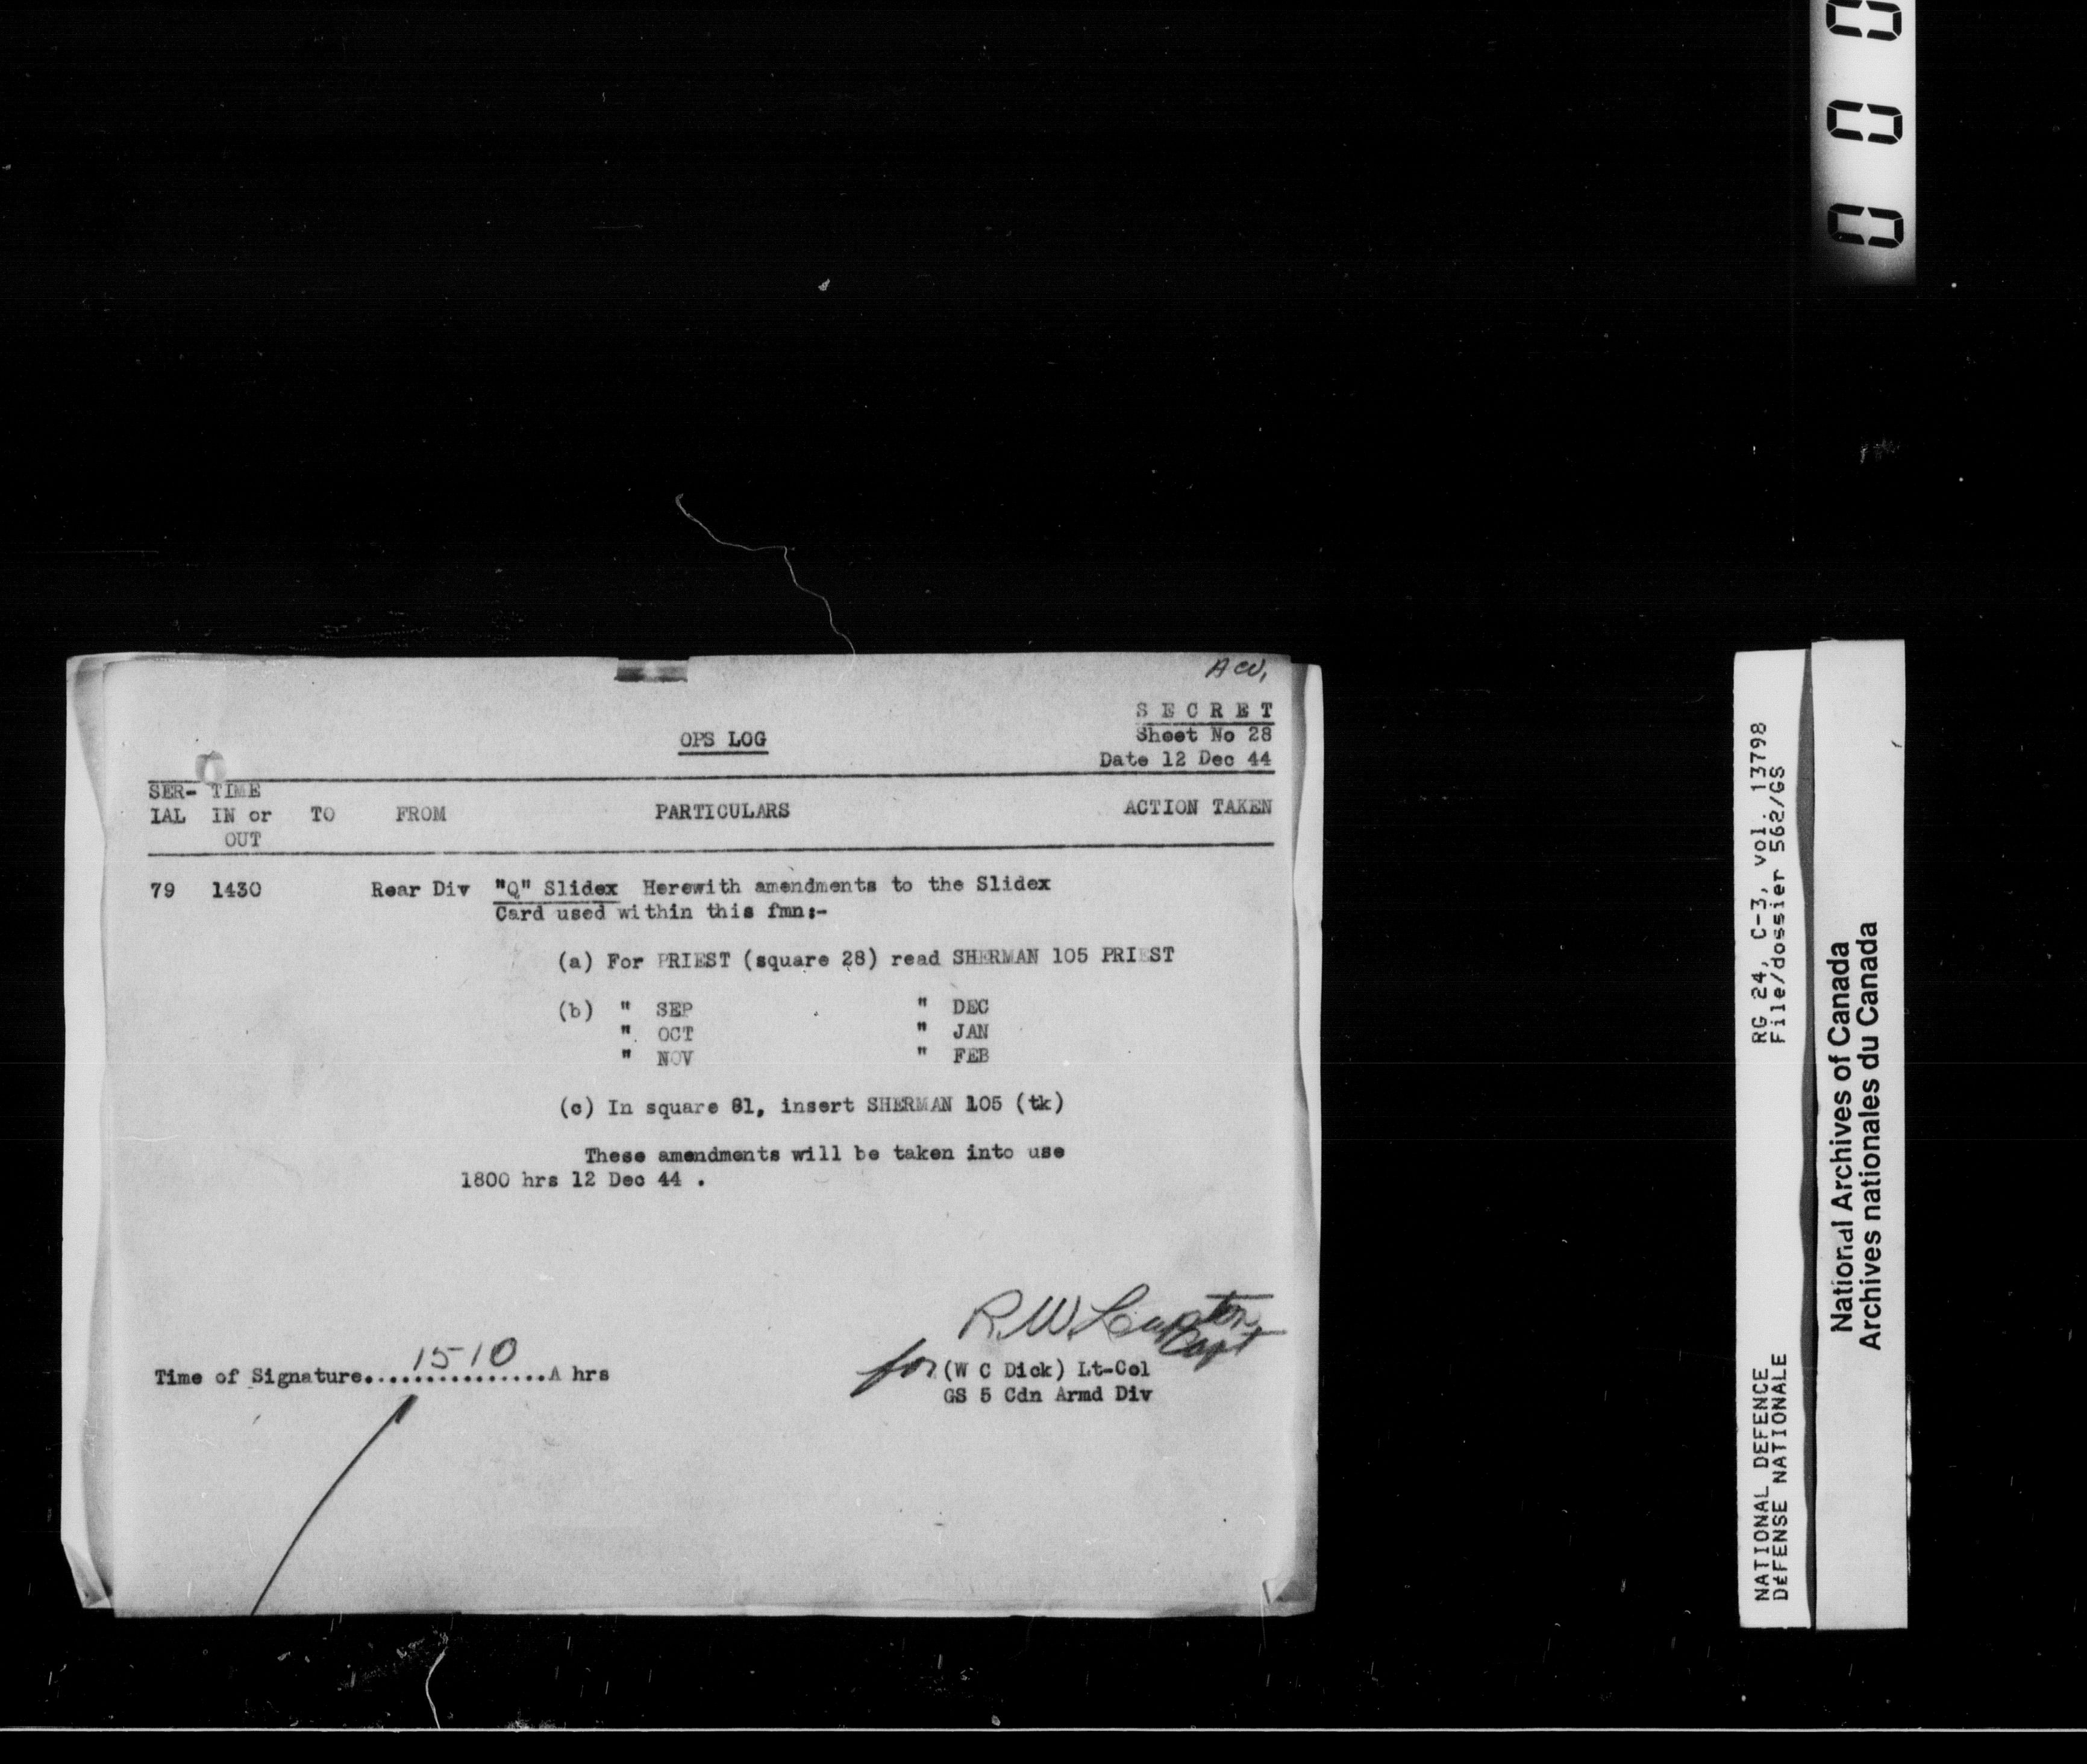 0 0 0
A W,
S E C R E T
OPS LOG
Sheet No 28
Date 12 Dec 44
SER- TIME
IAL IN or TO FROM PARTICULARS ACTION TAKEN
OUT
79 1430 Rear Div "Q" Slidex Herewith amendments to the Slidex
Card used within this fmn:-
(a) For PRIEST (square 28) read SHERMAN 105 PRIEST
(b) " SEP " DEC
" OCT " JAN
" NOV " FEB
(c) In square 81, insert SHERMAN 105 (tk)
These amendments will be taken into use
1800 hrs 12 Dec 44 .
R.W.
Capt
Time of Signature....1510....A hrs
for (W C Dick) Lt-Col
GS 5 Cdn Armd Div
RG 24, C-3, vol. 13798
File/dossier 562/GS
NATIONAL DEFENCE
DEFENSE NATIONALE
National Archives of Canada
Archives nationales du Canada